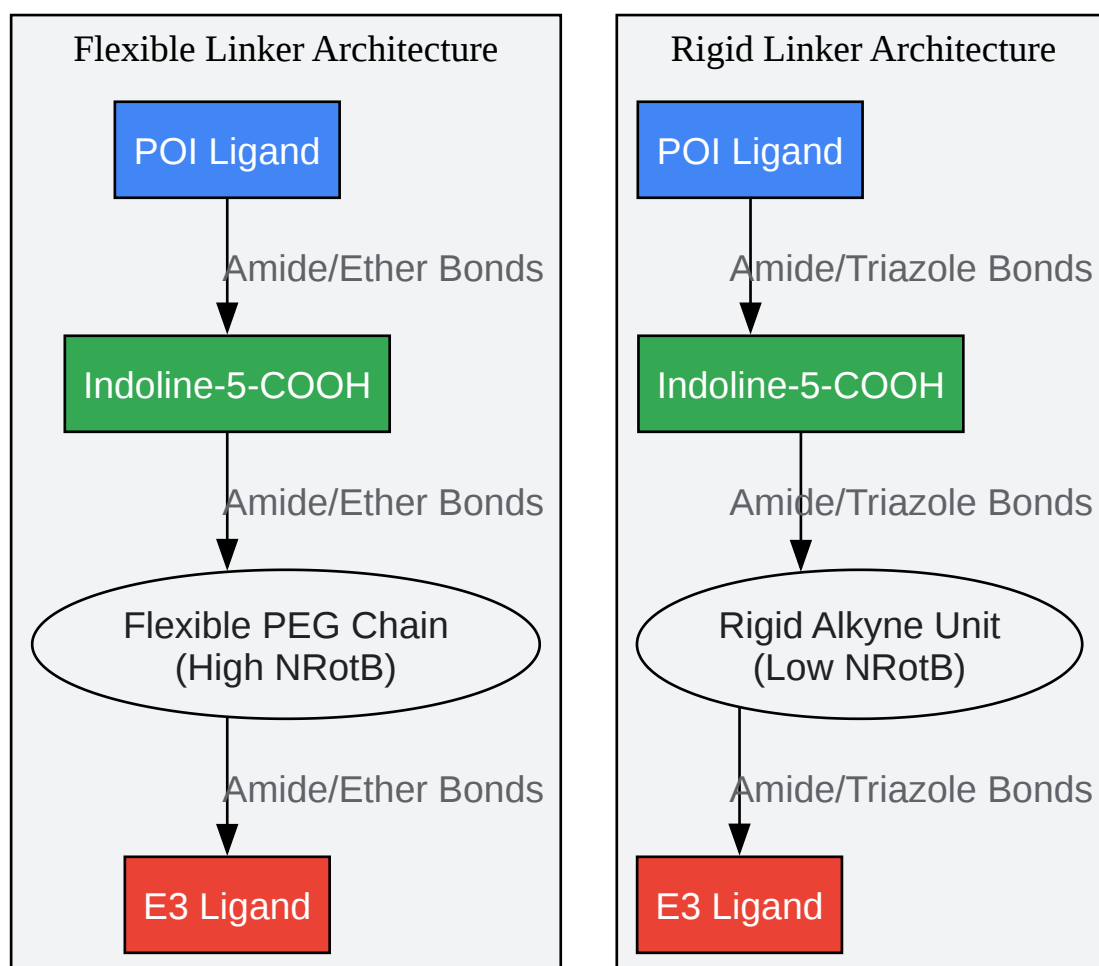 Flexible Linker Architecture
POI Ligand
Amide/Ether Bonds
Indoline-5-COOH
Amide/Ether Bonds
Flexible PEG Chain
(High NRotB)
Amide/Ether Bonds
E3 Ligand
Rigid Linker Architecture
POI Ligand
Amide/Triazole Bonds
Indoline-5-COOH
Amide/Triazole Bonds
Rigid Alkyne Unit
(Low NRotB)
Amide/Triazole Bonds
E3 Ligand